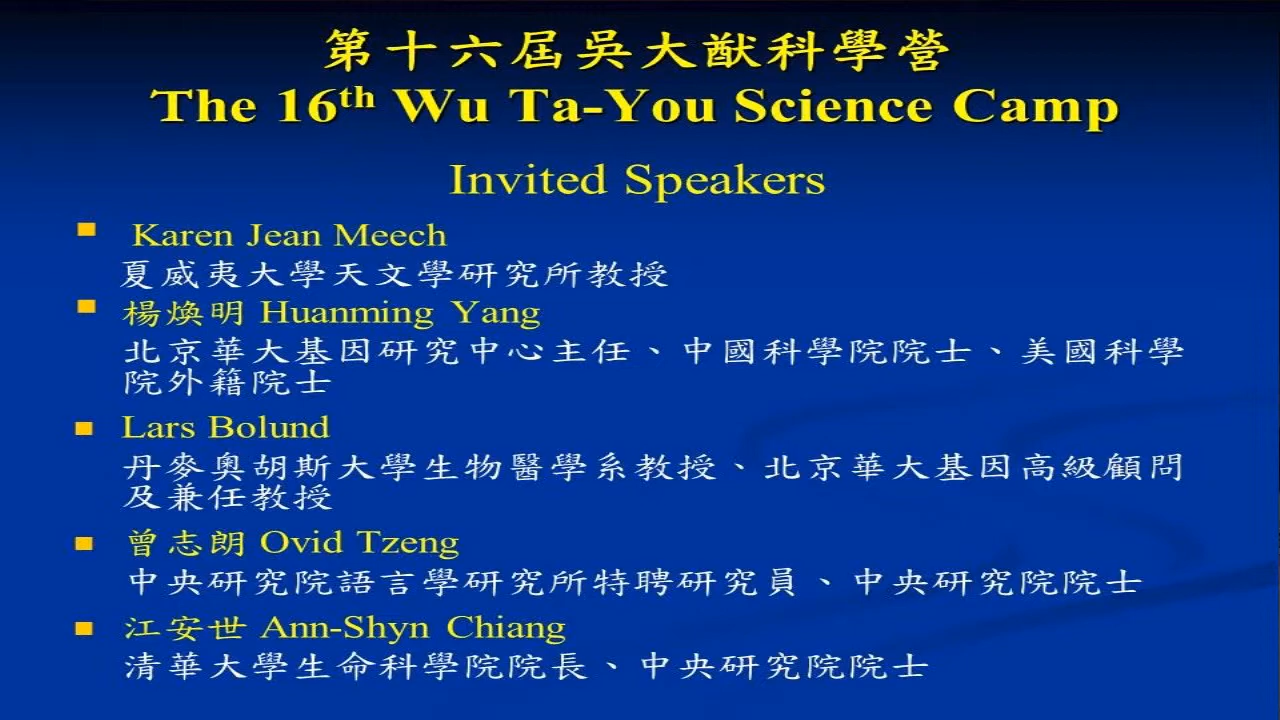 第十六屆吳大猷科學營
The 16th Wu Ta-You Science Camp
Invited Speakers
Karen Jean Meech
夏威夷大學天文學研究所教授
楊煥明 Huanming Yang
北京華大基因研究中心主任、中國科學院院士、美國科學
院外籍院士
Lars Bolund
丹麥奧胡斯大學生物醫學系教授、北京華大基因高級顧問
及兼任教授
曾志朗 Ovid Tzeng
中央研究院語言學研究所特聘研究員、中央研究院院士
江安世 Ann-Shyn Chiang
清華大學生命科學院院長、中央研究院院士